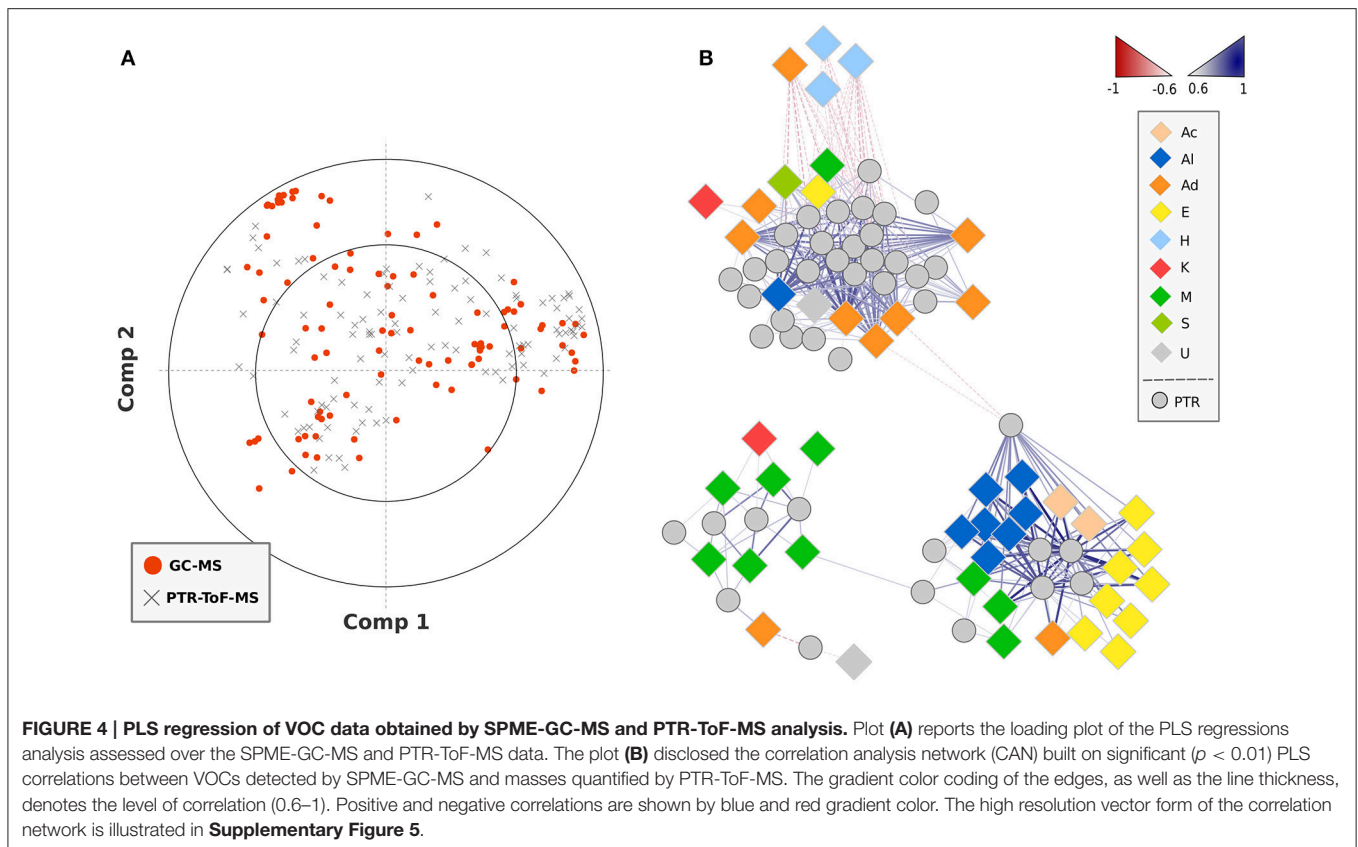 A
B
-1
-0.6
0.6
1
Ac
Al
Ad
E
H
K
M
S
U
PTR
Comp 2
GC-MS
PTR-ToF-MS
Comp 1
FIGURE 4 | PLS regression of VOC data obtained by SPME-GC-MS and PTR-ToF-MS analysis. Plot (A) reports the loading plot of the PLS regressions
analysis assessed over the SPME-GC-MS and PTR-ToF-MS data. The plot (B) disclosed the correlation analysis network (CAN) built on significant (p < 0.01) PLS
correlations between VOCs detected by SPME-GC-MS and masses quantified by PTR-ToF-MS. The gradient color coding of the edges, as well as the line thickness,
denotes the level of correlation (0.6–1). Positive and negative correlations are shown by blue and red gradient color. The high resolution vector form of the correlation
network is illustrated in Supplementary Figure 5.